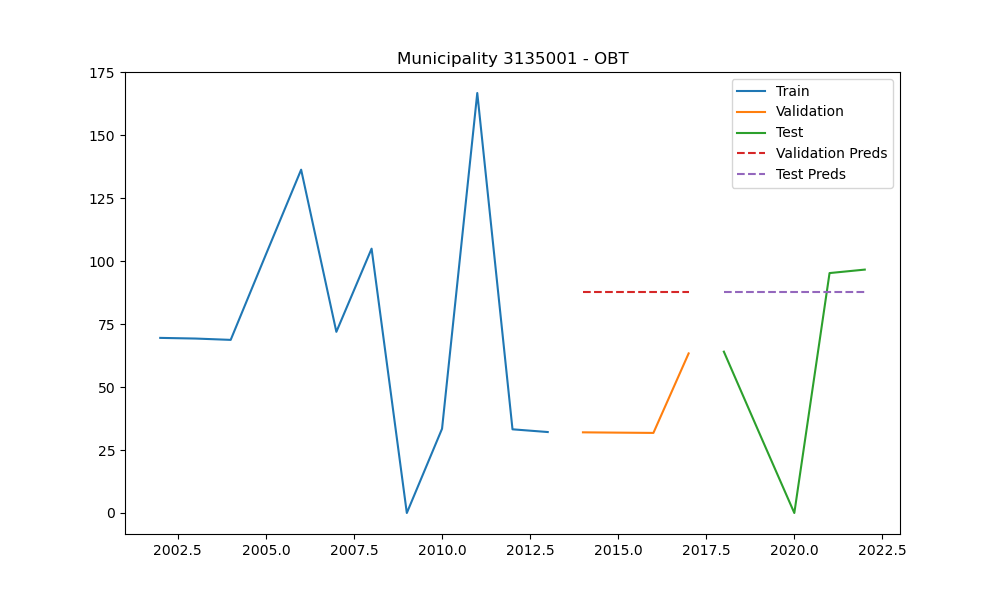 Municipality 3135001 - OBT
175
150
125
100
75
50
25
0
Train
Validation
Test
Validation Preds
Test Preds
2002.5 2005.0 2007.5 2010.0 2012.5 2015.0 2017.5 2020.0 2022.5